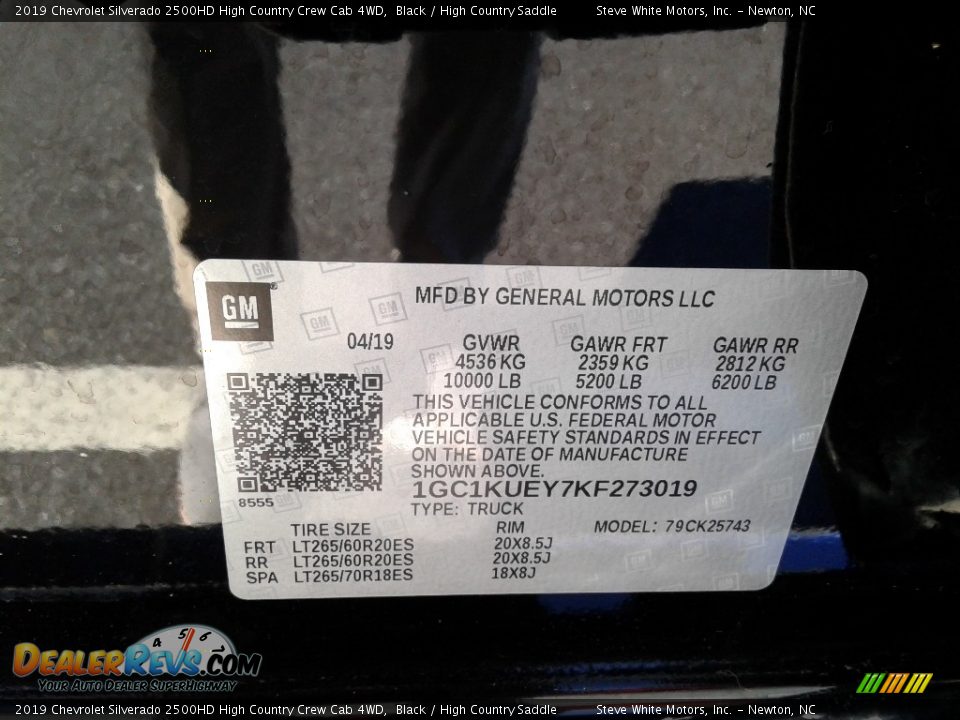 2019 Chevrolet Silverado 2500HD High Country Crew Cab 4WD, Black / High Country Saddle Steve White Motors, Inc. – Newton, NC
GM
MFD BY GENERAL MOTORS LLC
04/19 GVWR GAWR FRT GAWR RR
4536 KG 2359 KG 2812 KG
10000 LB 5200 LB 6200 LB
THIS VEHICLE CONFORMS TO ALL
APPLICABLE U.S. FEDERAL MOTOR
VEHICLE SAFETY STANDARDS IN EFFECT
ON THE DATE OF MANUFACTURE
SHOWN ABOVE.
8555
1GC1KUEY7KF273019
TYPE: TRUCK
TIRE SIZE RIM MODEL: 79CK25743
FRT LT265/60R20ES 20X8.5J
RR LT265/60R20ES 20X8.5J
SPA LT265/70R18ES 18X8J
4 5 6
DEALERREVS.COM
YOUR AUTO DEALER SUPERHIGHWAY
2019 Chevrolet Silverado 2500HD High Country Crew Cab 4WD, Black / High Country Saddle Steve White Motors, Inc. – Newton, NC